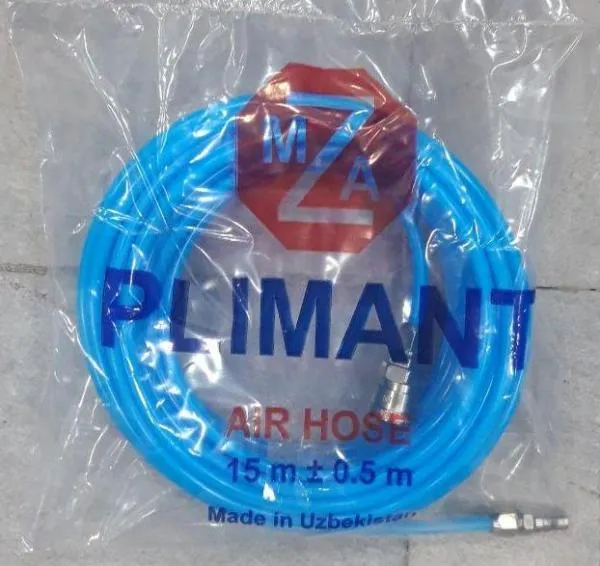 MZA
PLIMANT
AIR HOSE
15 m ± 0.5 m
Made in Uzbekistan